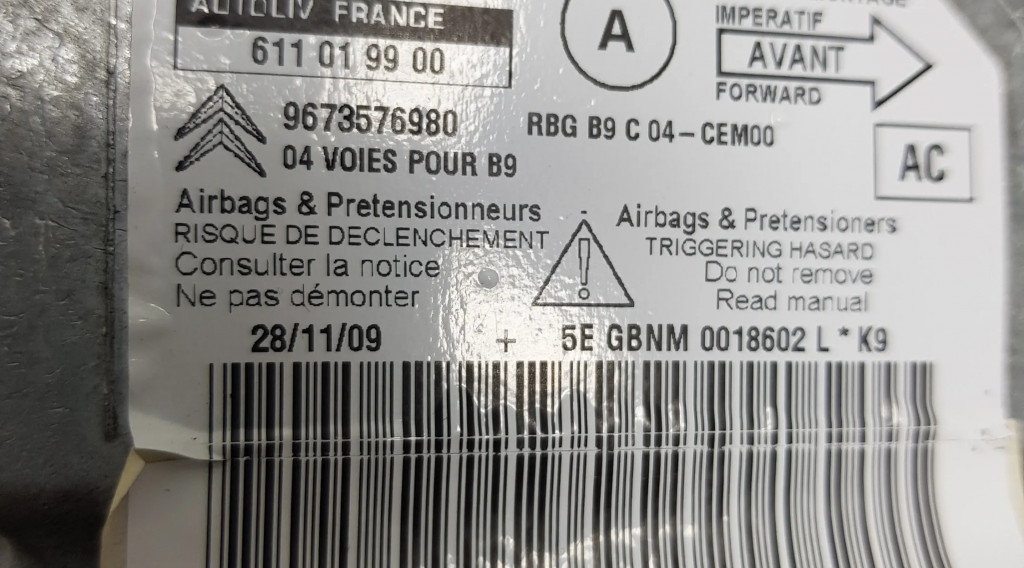 AUTOLIV FRANCE
611 01 99 00
A
IMPERATIF
AVANT
FORWARD
9673576980
RBG B9 C 04-CEM00
04 VOIES POUR B9
AC
Airbags & Pretensionneurs
RISQUE DE DECLENCHEMENT
Consulter la notice
Ne pas démonter
Airbags & Pretensioners
TRIGGERING HASARD
Do not remove
Read manual
28/11/09
+
5E GBNM 0018602 L * K9